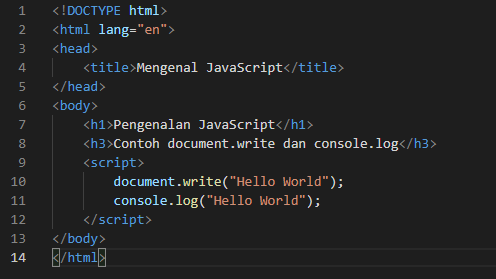 1 <!DOCTYPE html>
2 <html lang="en">
3 <head>
4     <title>Mengenal JavaScript</title>
5 </head>
6 <body>
7     <h1>Pengenalan JavaScript</h1>
8     <h3>Contoh document.write dan console.log</h3>
9     <script>
10         document.write("Hello World");
11         console.log("Hello World");
12     </script>
13 </body>
14 </html>